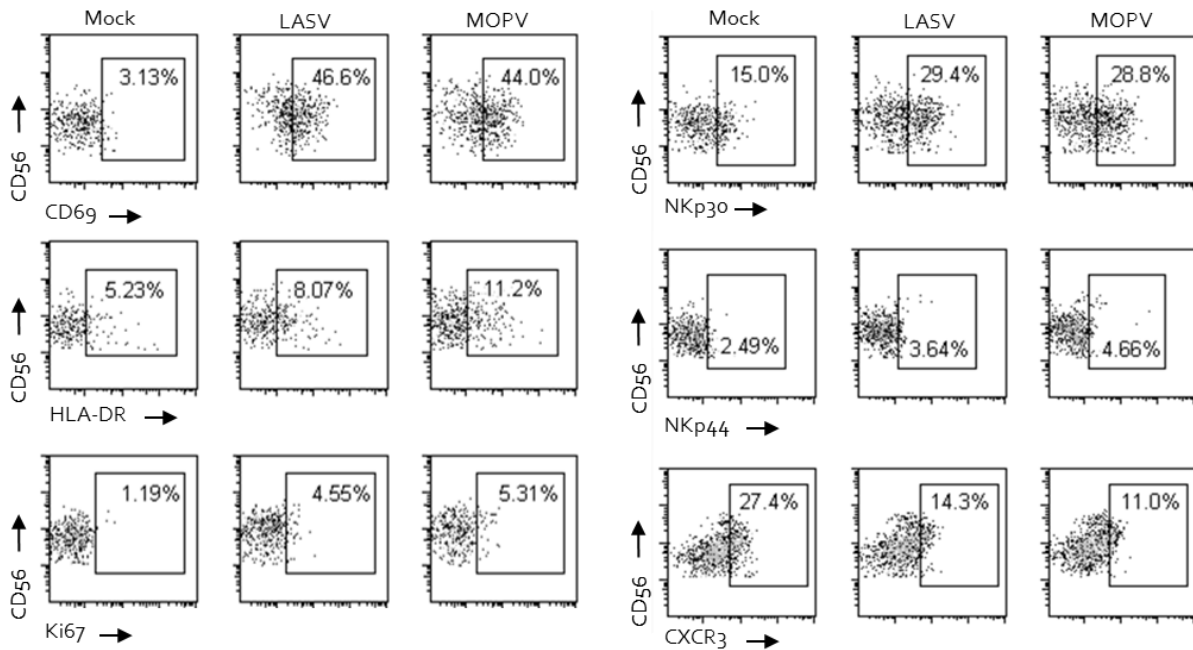 Mock LASV MOPV
CD56
3.13% 46.6% 44.0%
CD69
CD56
5.23% 8.07% 11.2%
HLA-DR
CD56
1.19% 4.55% 5.31%
Ki67
Mock LASV MOPV
CD56
15.0% 29.4% 28.8%
NKp30
CD56
2.49% 3.64% 4.66%
NKp44
CD56
27.4% 14.3% 11.0%
CXCR3